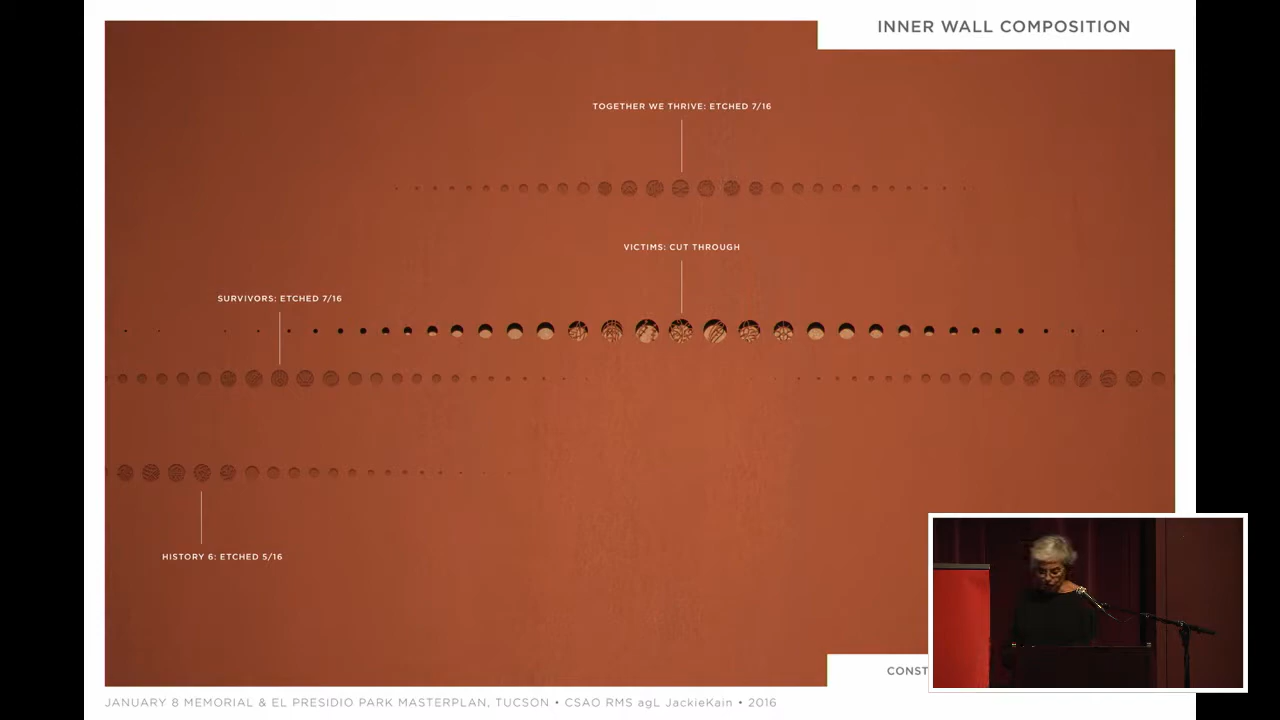 INNER WALL COMPOSITION
TOGETHER WE THRIVE: ETCHED 7/16
VICTIMS: CUT THROUGH
SURVIVORS: ETCHED 7/16
HISTORY 6: ETCHED 5/16
CONST
JANUARY 8 MEMORIAL & EL PRESIDIO PARK MASTERPLAN, TUCSON • CSAO RMS agL JackieKain • 2016